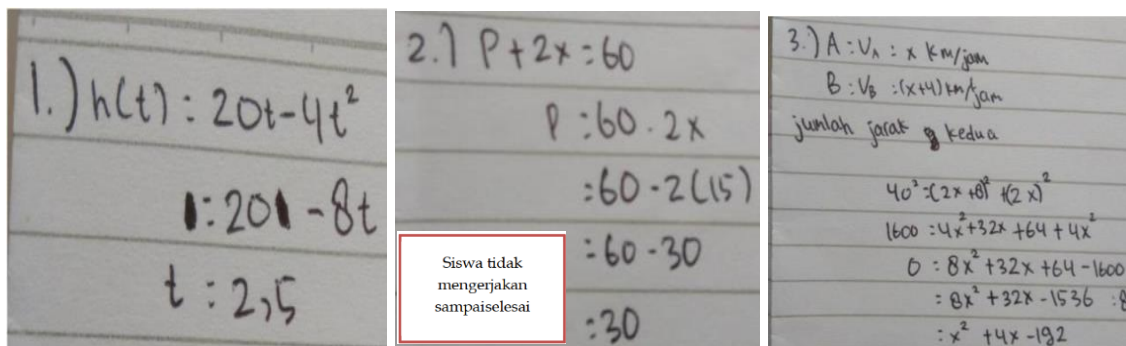 1.) h(t) : 20t - 4t²
: 20 - 8t
t : 2,5
2.) P + 2x = 60
P : 60 - 2x
: 60 - 2(15)
: 60 - 30
: 30
Siswa tidak
mengerjakan
sampaiselesai
3.) A : V_A : x km/jam
B : V_B : (x+4) km/jam
jumlah jarak kedua
40² = (2x+8)² + (2x)²
1600 = 4x² + 32x + 64 + 4x²
0 : 8x² + 32x + 64 - 1600
= 8x² + 32x - 1536 : 8
: x² + 4x - 192